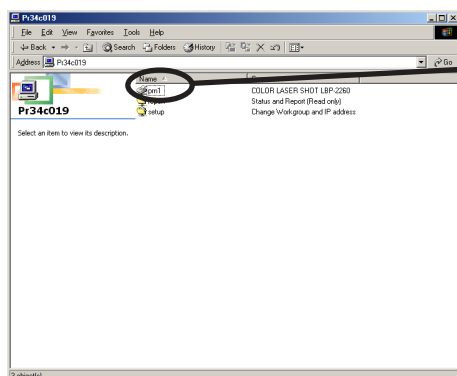 Pr34c019
File Edit View Favorites Tools Help
Back Search Folders History
Address Pr34c019 Go
Name
prn1 COLOR LASER SHOT LBP-2260
Status and Report (Read only)
setup Change Workgroup and IP address
Pr34c019
Select an item to view its description.
3 object(s)